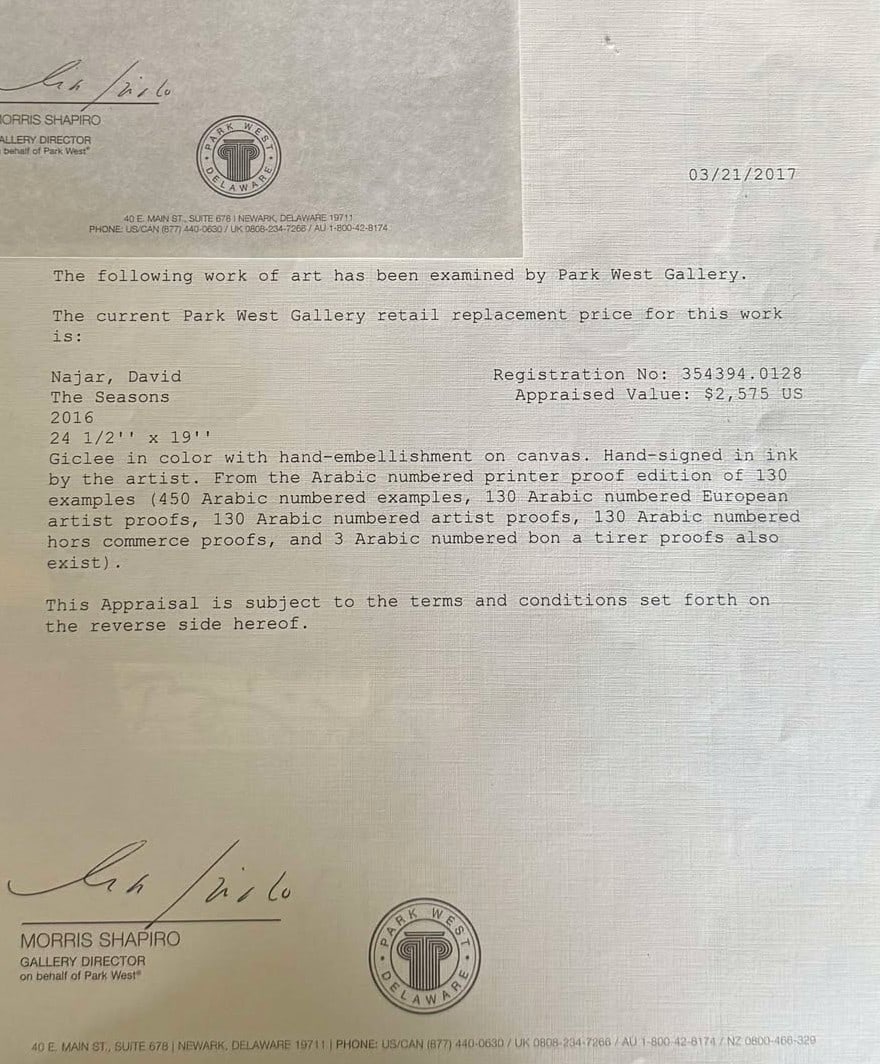 MORRIS SHAPIRO
GALLERY DIRECTOR
behalf of Park West®
PARK WEST
DELAWARE
40 E. MAIN ST., SUITE 678 | NEWARK, DELAWARE 19711
PHONE: US/CAN (877) 440-0630 / UK 0808-234-7266 / AU 1-800-42-8174
03/21/2017
The following work of art has been examined by Park West Gallery.
The current Park West Gallery retail replacement price for this work
is:
Najar, David
Registration No: 354394.0128
The Seasons
Appraised Value: $2,575 US
2016
24 1/2'' x 19''
Giclee in color with hand-embellishment on canvas. Hand-signed in ink
by the artist. From the Arabic numbered printer proof edition of 130
examples (450 Arabic numbered examples, 130 Arabic numbered European
artist proofs, 130 Arabic numbered artist proofs, 130 Arabic numbered
hors commerce proofs, and 3 Arabic numbered bon a tirer proofs also
exist).
This Appraisal is subject to the terms and conditions set forth on
the reverse side hereof.
MORRIS SHAPIRO
GALLERY DIRECTOR
on behalf of Park West®
PARK WEST
DELAWARE
40 E. MAIN ST., SUITE 678 | NEWARK, DELAWARE 19711 | PHONE: US/CAN (877) 440-0630 / UK 0808-234-7266 / AU 1-800-42-8174 / NZ 0800-466-329